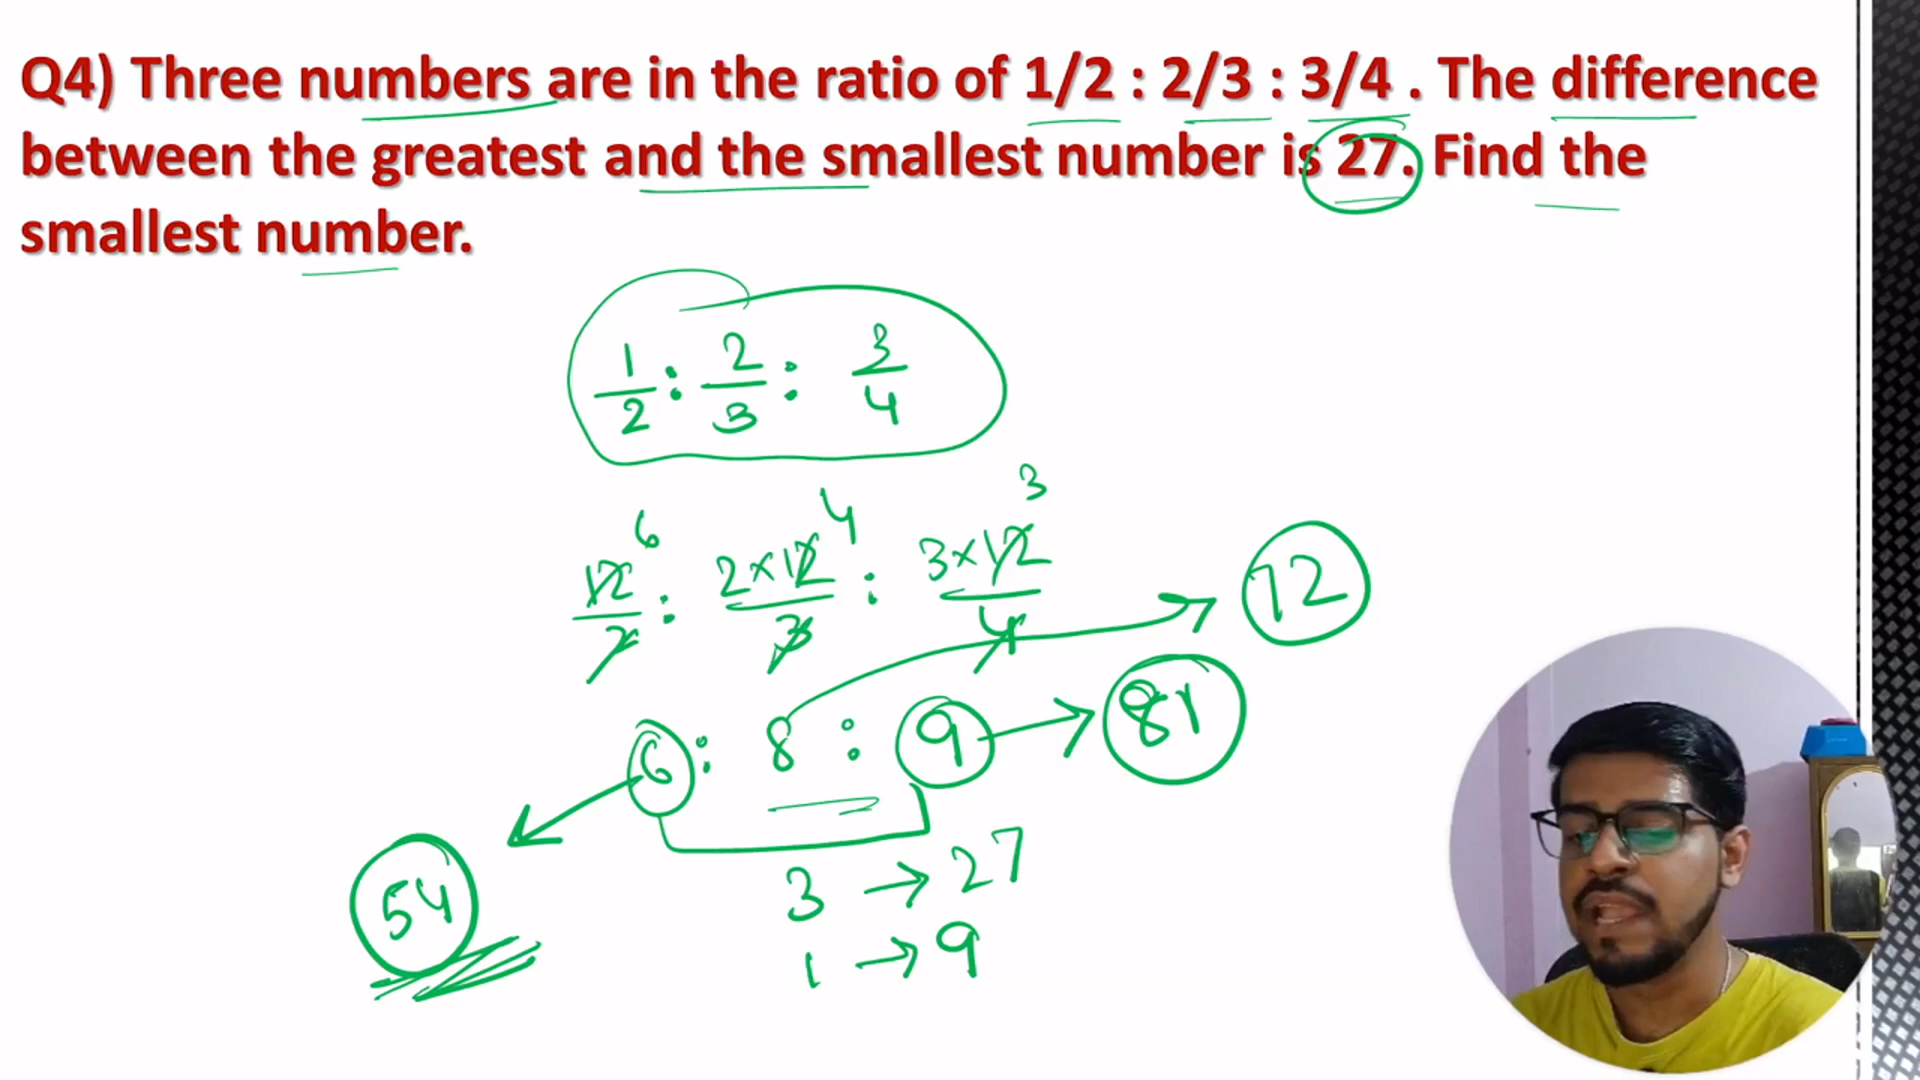 Q4) Three numbers are in the ratio of 1/2 : 2/3 : 3/4 . The difference
between the greatest and the smallest number is 27. Find the
smallest number.
1/2 : 2/3 : 3/4
6 4 3
12/2 : 2×12/3 : 3×12/4
72
6 : 8 : 9 → 81
54
3 → 27
1 → 9